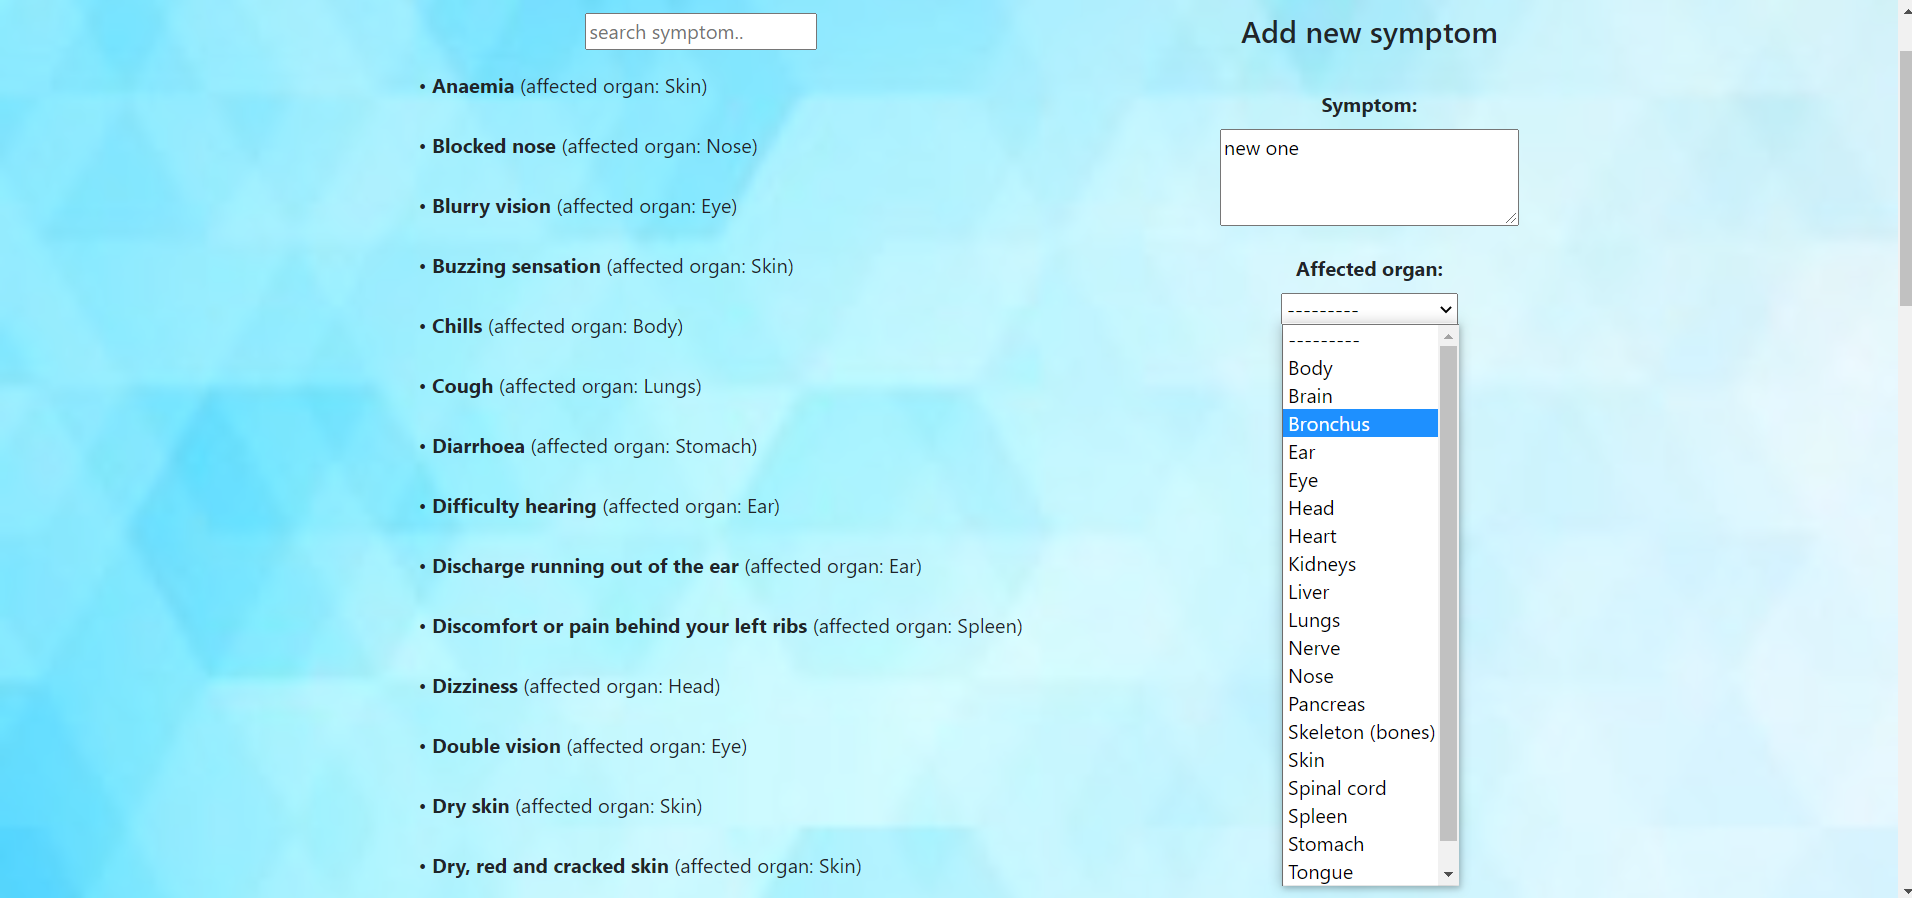 search symptom..
• Anaemia (affected organ: Skin)
• Blocked nose (affected organ: Nose)
• Blurry vision (affected organ: Eye)
• Buzzing sensation (affected organ: Skin)
• Chills (affected organ: Body)
• Cough (affected organ: Lungs)
• Diarrhoea (affected organ: Stomach)
• Difficulty hearing (affected organ: Ear)
• Discharge running out of the ear (affected organ: Ear)
• Discomfort or pain behind your left ribs (affected organ: Spleen)
• Dizziness (affected organ: Head)
• Double vision (affected organ: Eye)
• Dry skin (affected organ: Skin)
• Dry, red and cracked skin (affected organ: Skin)
Add new symptom
Symptom:
new one
Affected organ:
---------
---------
Body
Brain
Bronchus
Ear
Eye
Head
Heart
Kidneys
Liver
Lungs
Nerve
Nose
Pancreas
Skeleton (bones)
Skin
Spinal cord
Spleen
Stomach
Tongue